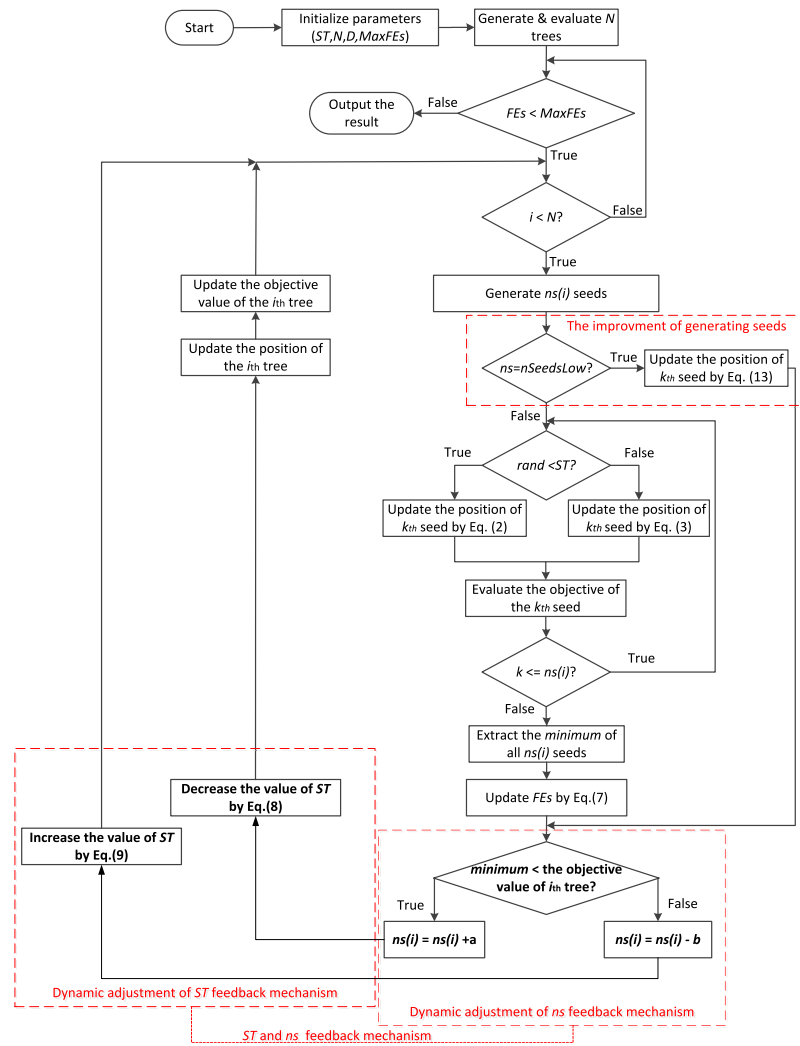 Start
Initialize parameters
(ST,N,D,MaxFEs)
Generate & evaluate N
trees
FEs < MaxFEs
False
Output the
result
True
i < N?
False
True
Generate ns(i) seeds
The improvment of generating seeds
ns=nSeedsLow?
True
Update the position of
kth seed by Eq. (13)
False
rand <ST?
True
False
Update the position of
kth seed by Eq. (2)
Update the position of
kth seed by Eq. (3)
Evaluate the objective of
the kth seed
k <= ns(i)?
True
False
Extract the minimum of
all ns(i) seeds
Update FEs by Eq.(7)
minimum < the objective
value of ith tree?
True
False
ns(i) = ns(i) +a
ns(i) = ns(i) - b
Dynamic adjustment of ns feedback mechanism
Update the objective
value of the ith tree
Update the position of
the ith tree
Decrease the value of ST
by Eq.(8)
Increase the value of ST
by Eq.(9)
Dynamic adjustment of ST feedback mechanism
ST and ns feedback mechanism